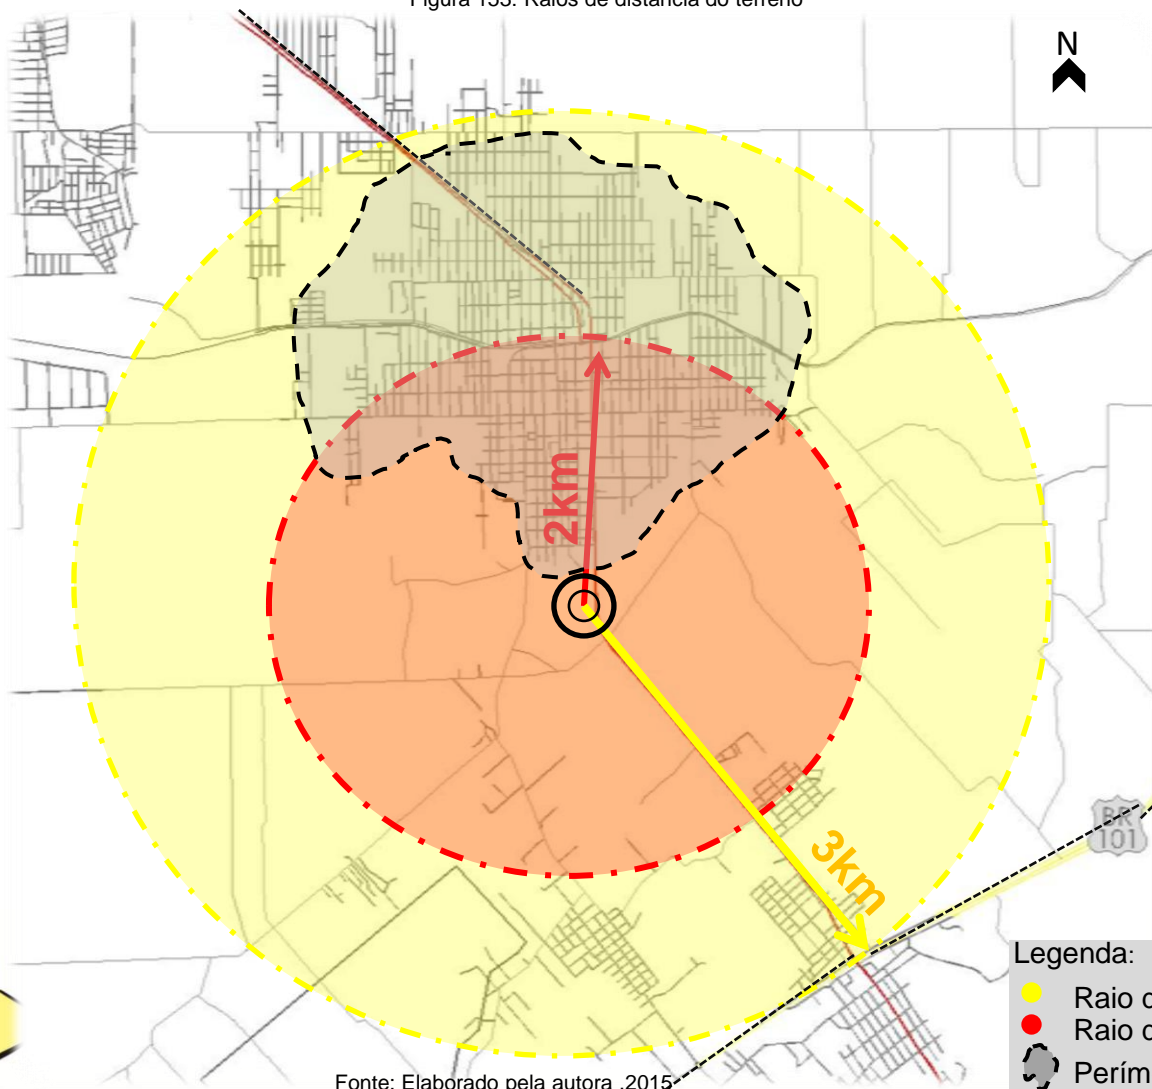 Figura 153: Raios de distância do terreno
N
2km
3km
BR
101
Legenda:
Raio d
Raio d
Perím
Fonte: Elaborado pela autora ,2015